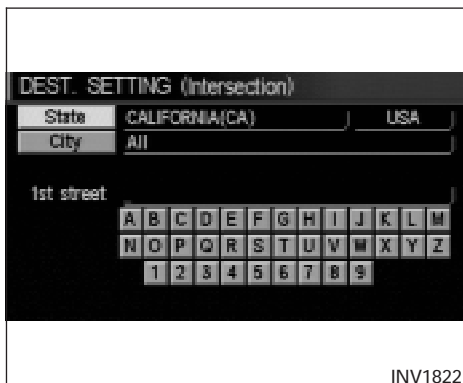 DEST. SETTING (Intersection)
State CALIFORNIA(CA) USA
City All
1st street
A B C D E F G H I J K L M
N O P Q R S T U V W X Y Z
1 2 3 4 5 6 7 8 9
INV1822